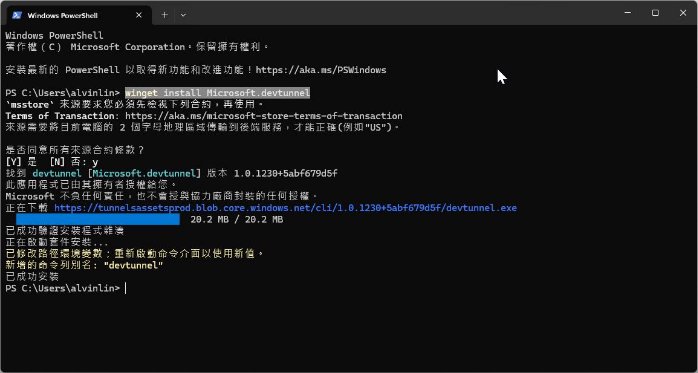 Windows PowerShell
Windows PowerShell
著作權 (C) Microsoft Corporation。保留擁有權利。
安裝最新的 PowerShell 以取得新功能和改進功能！https://aka.ms/PSWindows
PS C:\Users\alvinlin> winget install Microsoft.devtunnel
'msstore' 來源要求您必須先檢視下列合約，再使用。
Terms of Transaction: https://aka.ms/microsoft-store-terms-of-transaction
來源需要將目前電腦的 2 個字母地理區域傳輸到後端服務，才能正確(例如"US")。
是否同意所有來源合約條款？
[Y] 是  [N] 否: y
找到 devtunnel [Microsoft.devtunnel] 版本 1.0.1230+5abf679d5f
此應用程式已由其擁有者授權給您。
Microsoft 不負任何責任，也不會授與協力廠商封裝的任何授權。
正在下載 https://tunnelsassetsprod.blob.core.windows.net/cli/1.0.1230+5abf679d5f/devtunnel.exe
20.2 MB / 20.2 MB
已成功驗證安裝程式雜湊
正在啟動套件安裝...
已修改路徑環境變數；重新啟動命令介面以使用新值。
新增的命令列別名: "devtunnel"
已成功安裝
PS C:\Users\alvinlin>